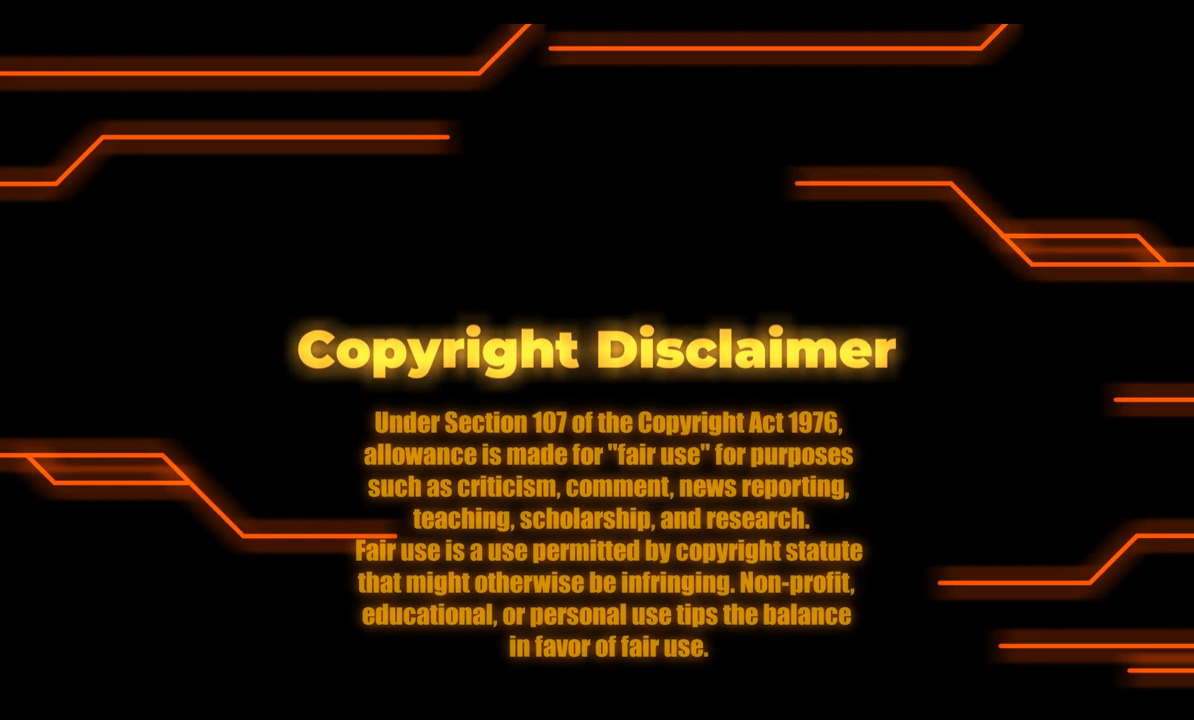 Copyright Disclaimer
Under Section 107 of the Copyright Act 1976,
allowance is made for "fair use" for purposes
such as criticism, comment, news reporting,
teaching, scholarship, and research.
Fair use is a use permitted by copyright statute
that might otherwise be infringing. Non-profit,
educational, or personal use tips the balance
in favor of fair use.